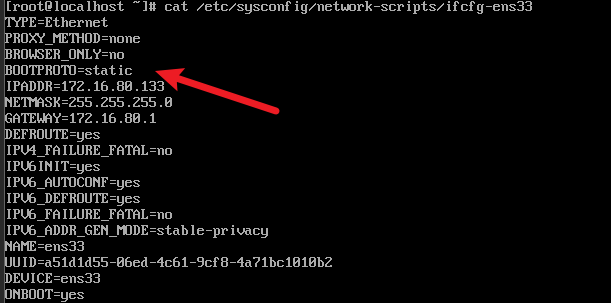 [root@localhost ~]# cat /etc/sysconfig/network-scripts/ifcfg-ens33
TYPE=Ethernet
PROXY_METHOD=none
BROWSER_ONLY=no
BOOTPROTO=static
IPADDR=172.16.80.133
NETMASK=255.255.255.0
GATEWAY=172.16.80.1
DEFROUTE=yes
IPV4_FAILURE_FATAL=no
IPV6INIT=yes
IPV6_AUTOCONF=yes
IPV6_DEFROUTE=yes
IPV6_FAILURE_FATAL=no
IPV6_ADDR_GEN_MODE=stable-privacy
NAME=ens33
UUID=a51d1d55-06ed-4c61-9cf8-4a71bc1010b2
DEVICE=ens33
ONBOOT=yes